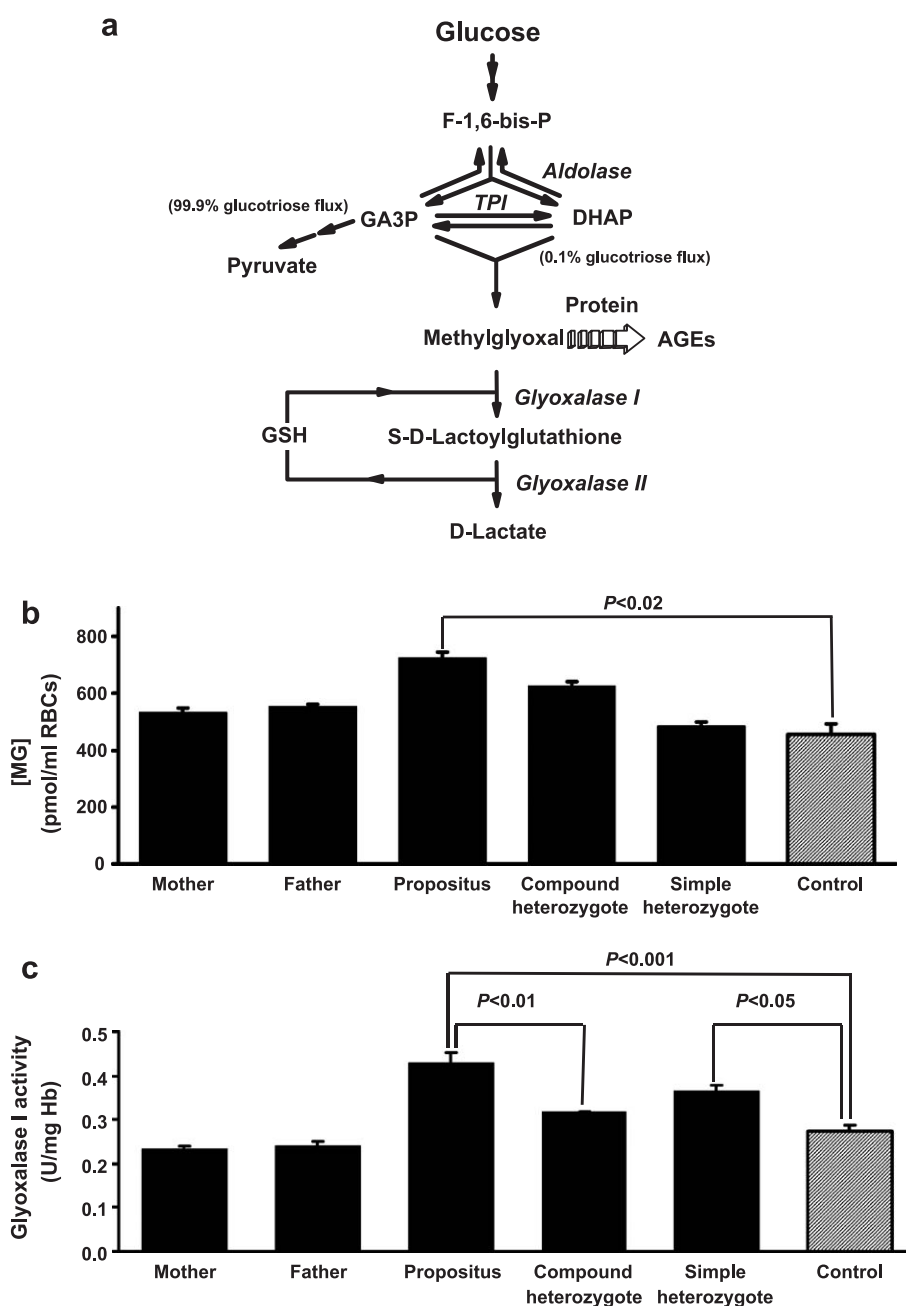 a
Glucose
F-1,6-bis-P
Aldolase
(99.9% glucotriose flux)
TPI
GA3P
DHAP
Pyruvate
(0.1% glucotriose flux)
Protein
Methylglyoxal
AGEs
Glyoxalase I
GSH
S-D-Lactoylglutathione
Glyoxalase II
D-Lactate
b
P<0.02
[MG]
(pmol/ml RBCs)
800
600
400
200
0
Mother
Father
Propositus
Compound
heterozygote
Simple
heterozygote
Control
c
P<0.001
P<0.01
P<0.05
Glyoxalase I activity
(U/mg Hb)
0.5
0.4
0.3
0.2
0.1
0.0
Mother
Father
Propositus
Compound
heterozygote
Simple
heterozygote
Control